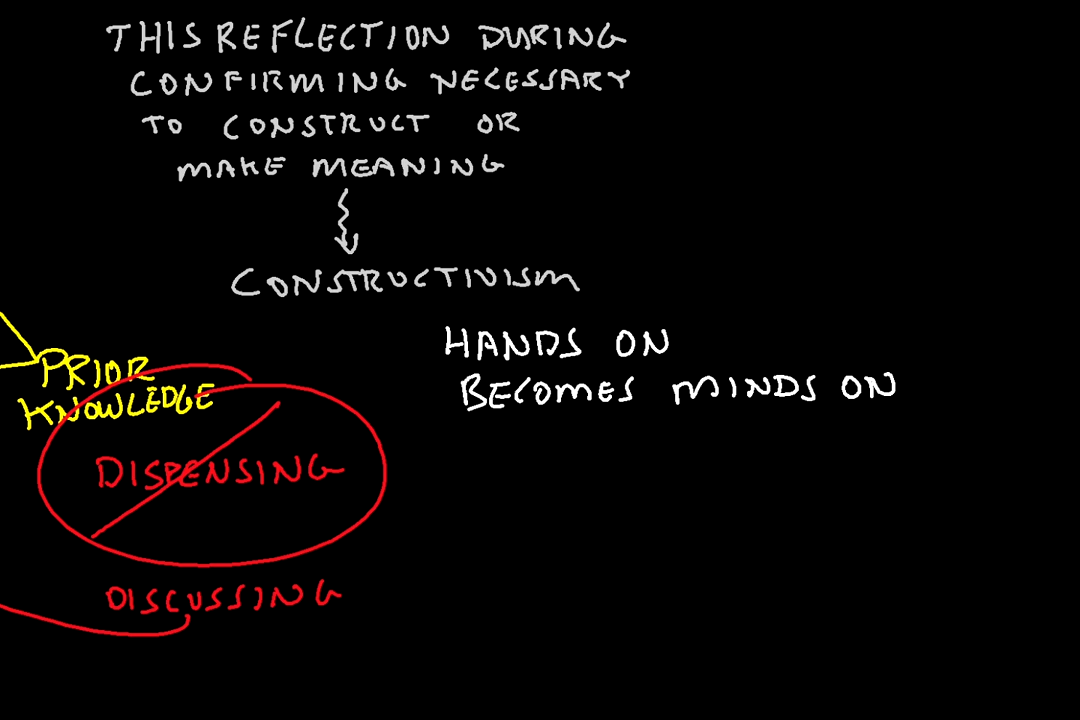 THIS REFLECTION DURING
CONFIRMING NECESSARY
TO CONSTRUCT OR
MAKE MEANING
CONSTRUCTIVISM
HANDS ON
BECOMES MINDS ON
PRIOR
KNOWLEDGE
DISPENSING
DISCUSSING